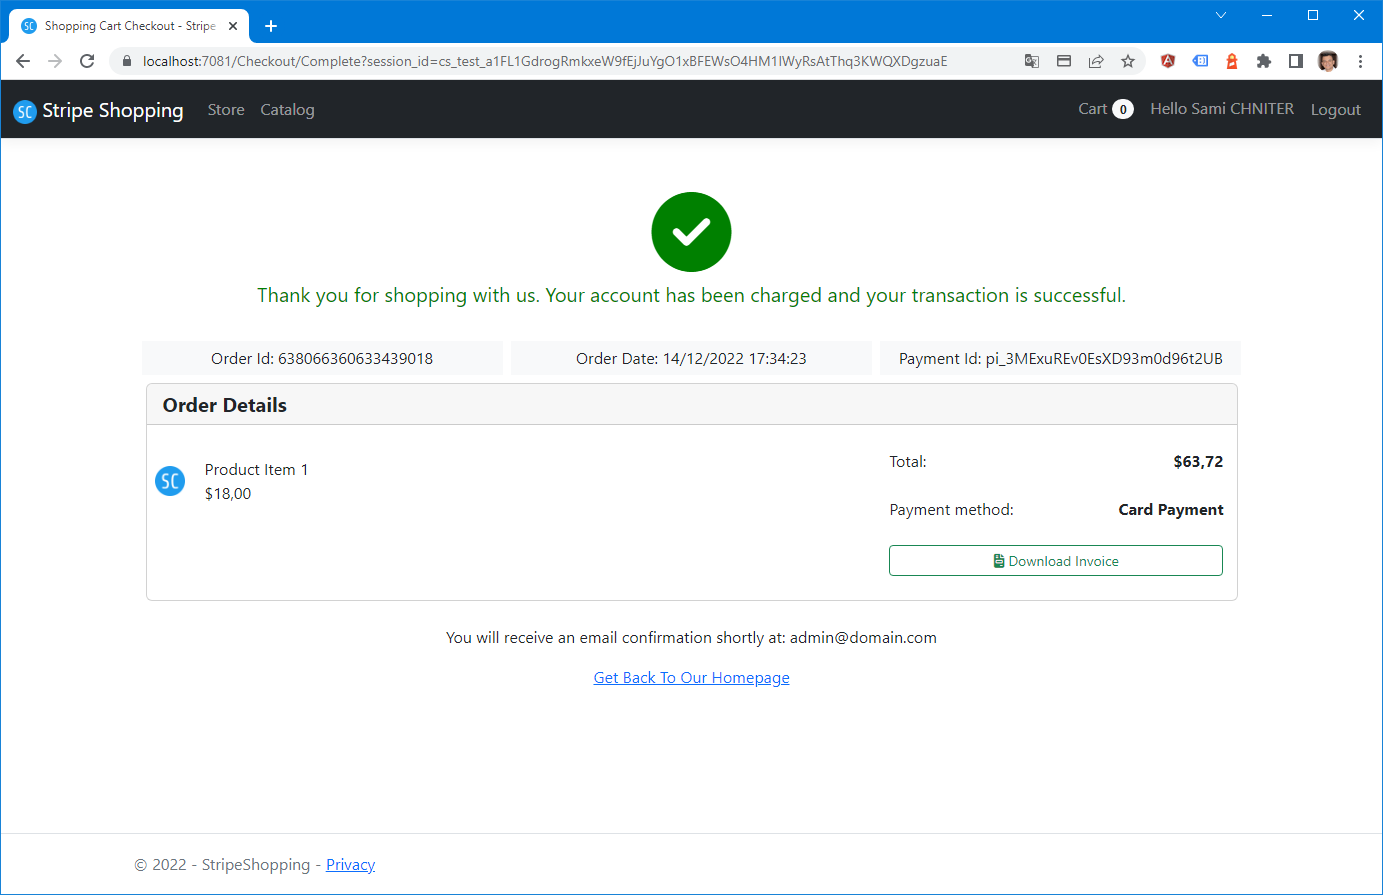 Shopping Cart Checkout - Stripe
localhost:7081/Checkout/Complete?session_id=cs_test_a1FL1GdrogRmkxeW9fEjJuYgO1xBFEWsO4HM1IWyRsAtThq3KWQXDgzuaE
SC Stripe Shopping Store Catalog Cart 0 Hello Sami CHNITER Logout
Thank you for shopping with us. Your account has been charged and your transaction is successful.
Order Id: 638066360633439018 Order Date: 14/12/2022 17:34:23 Payment Id: pi_3MExuREv0EsXD93m0d96t2UB
Order Details
SC Product Item 1
$18,00
Total: $63,72
Payment method: Card Payment
Download Invoice
You will receive an email confirmation shortly at: admin@domain.com
Get Back To Our Homepage
© 2022 - StripeShopping - Privacy